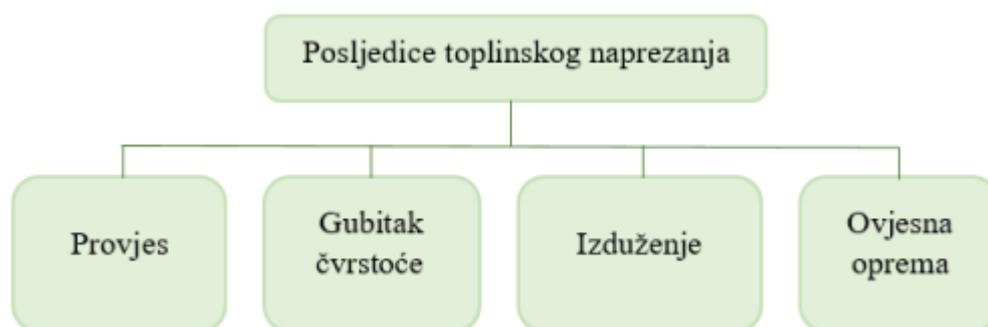 Posljedice toplinskog naprezanja
Provjes
Gubitak
čvrstoće
Izduženje
Ovjesna
oprema